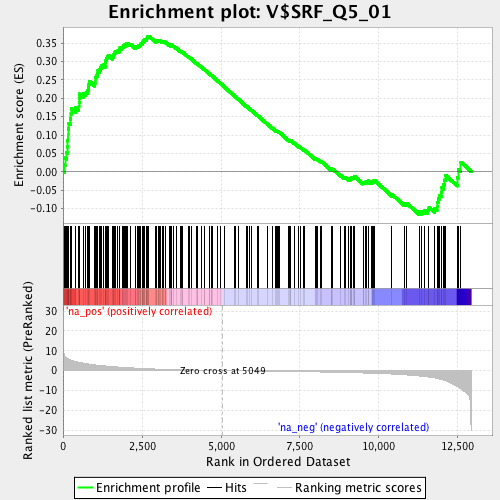 Enrichment plot: V$SRF_Q5_01
Enrichment score (ES)
0.35
0.30
0.25
0.20
0.15
0.10
0.05
0.00
-0.05
-0.10
'na_pos' (positively correlated)
Ranked list metric (PreRanked)
30
20
10
0
-10
-20
-30
Zero cross at 5049
'na_neg' (negatively correlated)
0
2,500
5,000
7,500
10,000
12,500
Rank in Ordered Dataset
Enrichment profile
Hits
Ranking metric scores